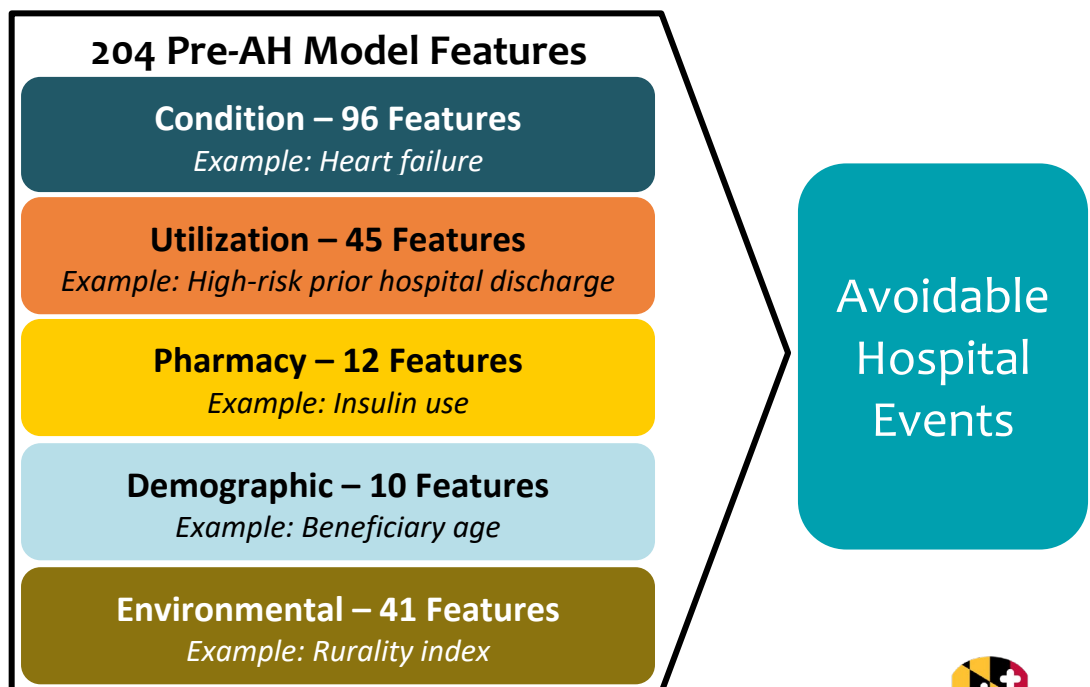 204 Pre-AH Model Features
Condition – 96 Features
Example: Heart failure
Utilization – 45 Features
Example: High-risk prior hospital discharge
Pharmacy – 12 Features
Example: Insulin use
Demographic – 10 Features
Example: Beneficiary age
Environmental – 41 Features
Example: Rurality index
Avoidable
Hospital
Events